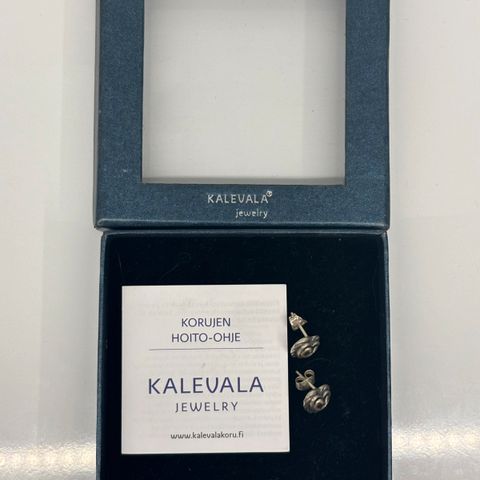 KALEVALA
jewelry
KORUJEN
HOITO-OHJE
KALEVALA
JEWELRY
www.kalevalakoru.fi